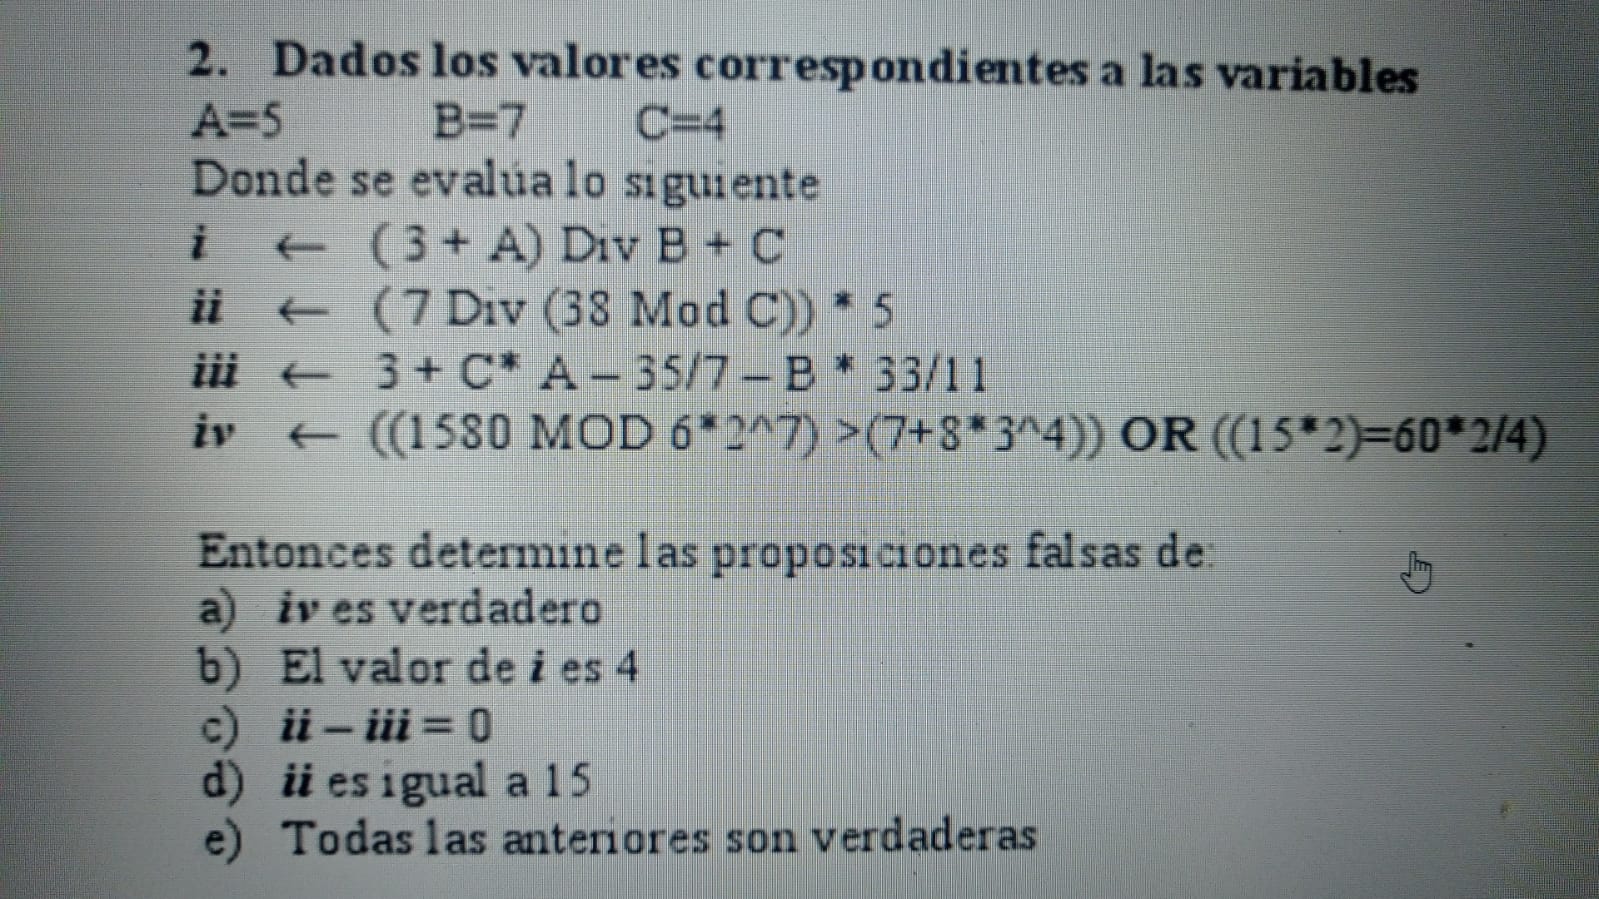 2. Dados los valores correspondientes a las variables
A=5 B=7 C=4
Donde se evalúa lo siguiente
i ← (3 + A) Div B + C
ii ← (7 Div (38 Mod C)) * 5
iii ← 3 + C* A – 35/7 – B * 33/11
iv ← ((1580 MOD 6*2^7) >(7+8*3^4)) OR ((15*2)=60*2/4)
Entonces determine las proposiciones falsas de:
a) iv es verdadero
b) El valor de i es 4
c) ii – iii = 0
d) ii es igual a 15
e) Todas las anteriores son verdaderas